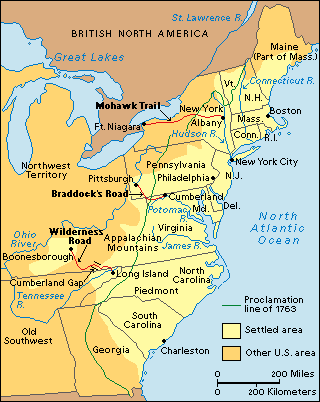 St. Lawrence R.
BRITISH NORTH AMERICA
Maine
(Part of Mass.)
Great Lakes
Vt.
Connecticut R.
Mohawk Trail
N.H.
New York
Boston
Albany
Mass.
Ft. Niagara
Hudson R.
Conn.
R.I.
Northwest
Territory
Pennsylvania
New York City
Pittsburgh
Philadelphia
N.J.
Braddock's Road
Cumberland
Md.
Del.
Potomac
R.
North
Atlantic
Ocean
Ohio
River
Wilderness
Road
Virginia
Appalachian
Mountains
James R.
Boonesborough
Long Island
North
Carolina
Cumberland Gap
Tennessee
R.
Piedmont
Proclamation
line of 1763
Old
Southwest
South
Carolina
Settled area
Georgia
Charleston
Other U.S. area
0 200 Miles
0 200 Kilometers